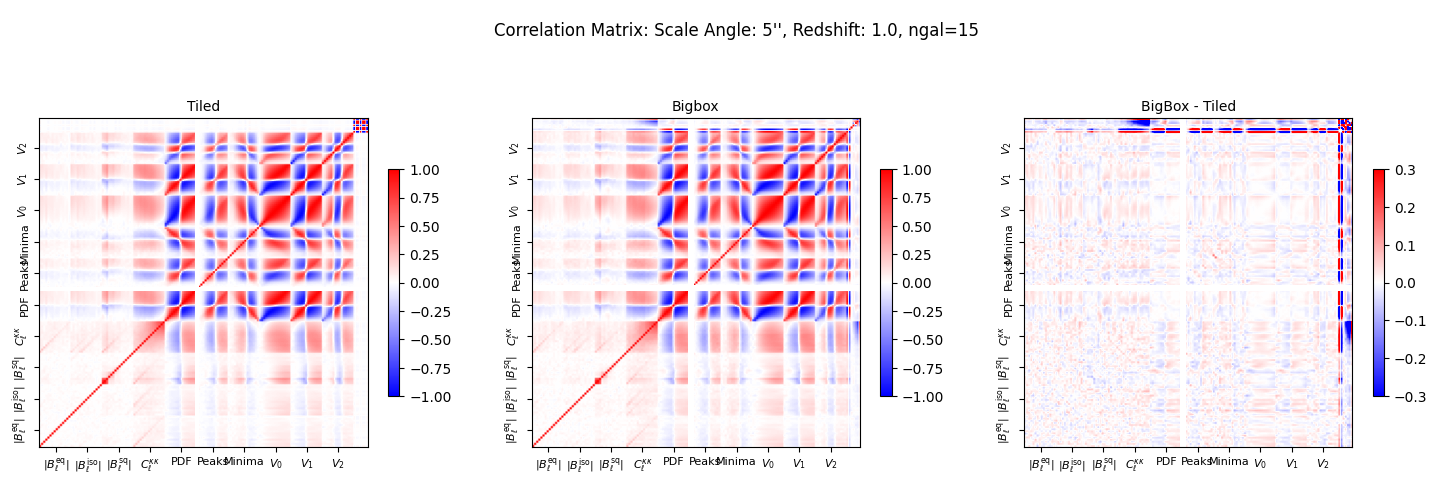 Correlation Matrix: Scale Angle: 5'', Redshift: 1.0, ngal=15
Tiled
V₂
V₁
V₀
Minima
Peaks
PDF
C_ℓ^κκ
|B_ℓ^sq|
|B_ℓ^iso|
|B_ℓ^eq|
|B_ℓ^eq| |B_ℓ^iso| |B_ℓ^sq| C_ℓ^κκ PDF Peaks Minima V₀ V₁ V₂
1.00
0.75
0.50
0.25
0.00
−0.25
−0.50
−0.75
−1.00
Bigbox
V₂
V₁
V₀
Minima
Peaks
PDF
C_ℓ^κκ
|B_ℓ^sq|
|B_ℓ^iso|
|B_ℓ^eq|
|B_ℓ^eq| |B_ℓ^iso| |B_ℓ^sq| C_ℓ^κκ PDF Peaks Minima V₀ V₁ V₂
1.00
0.75
0.50
0.25
0.00
−0.25
−0.50
−0.75
−1.00
BigBox - Tiled
V₂
V₁
V₀
Minima
Peaks
PDF
C_ℓ^κκ
|B_ℓ^sq|
|B_ℓ^iso|
|B_ℓ^eq|
|B_ℓ^eq| |B_ℓ^iso| |B_ℓ^sq| C_ℓ^κκ PDF Peaks Minima V₀ V₁ V₂
0.3
0.2
0.1
0.0
−0.1
−0.2
−0.3